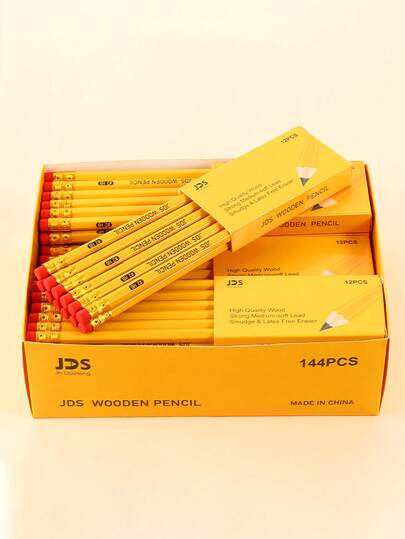 JDS
12PCS
High Quality Wood
Strong Medium-soft Lead
Smudge & Latex Free Eraser
JDS WOODEN PENCIL
JDS WOODEN PENCIL
JDS WOODEN PENCIL
WOODEN PENCIL
12PCS
JDS
12PCS
High Quality Wood
Strong Medium-soft Lead
Smudge & Latex Free Eraser
JDS
144PCS
JDS WOODEN PENCIL
MADE IN CHINA